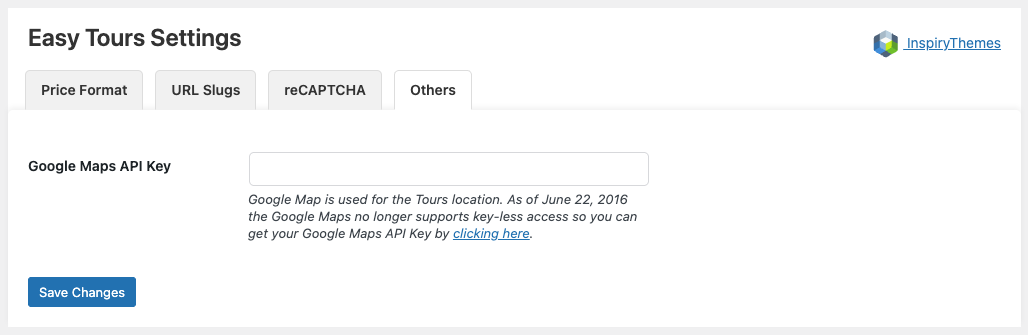 Easy Tours Settings
InspiryThemes
Price Format
URL Slugs
reCAPTCHA
Others
Google Maps API Key
Google Map is used for the Tours location. As of June 22, 2016
the Google Maps no longer supports key-less access so you can
get your Google Maps API Key by clicking here.
Save Changes